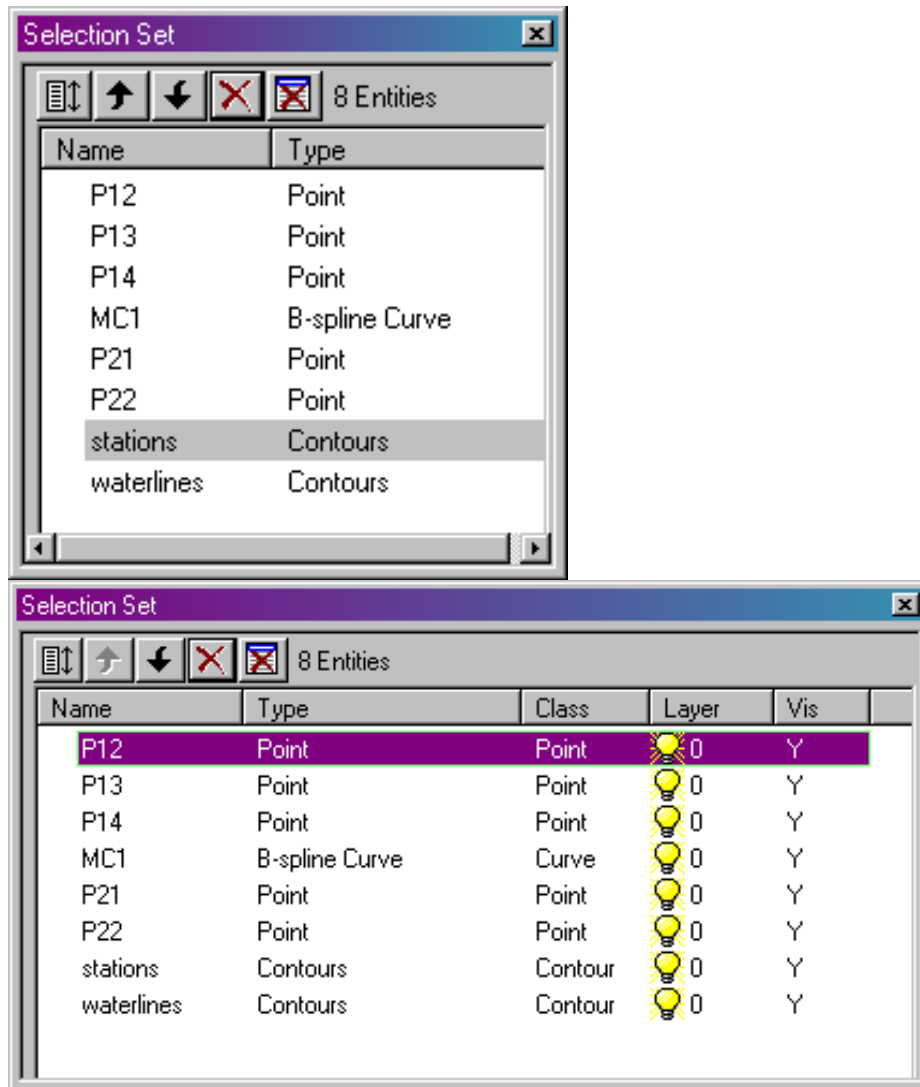 Selection Set
8 Entities
Name Type
P12 Point
P13 Point
P14 Point
MC1 B-spline Curve
P21 Point
P22 Point
stations Contours
waterlines Contours
Selection Set
8 Entities
Name Type Class Layer Vis
P12 Point Point 0 Y
P13 Point Point 0 Y
P14 Point Point 0 Y
MC1 B-spline Curve Curve 0 Y
P21 Point Point 0 Y
P22 Point Point 0 Y
stations Contours Contour 0 Y
waterlines Contours Contour 0 Y